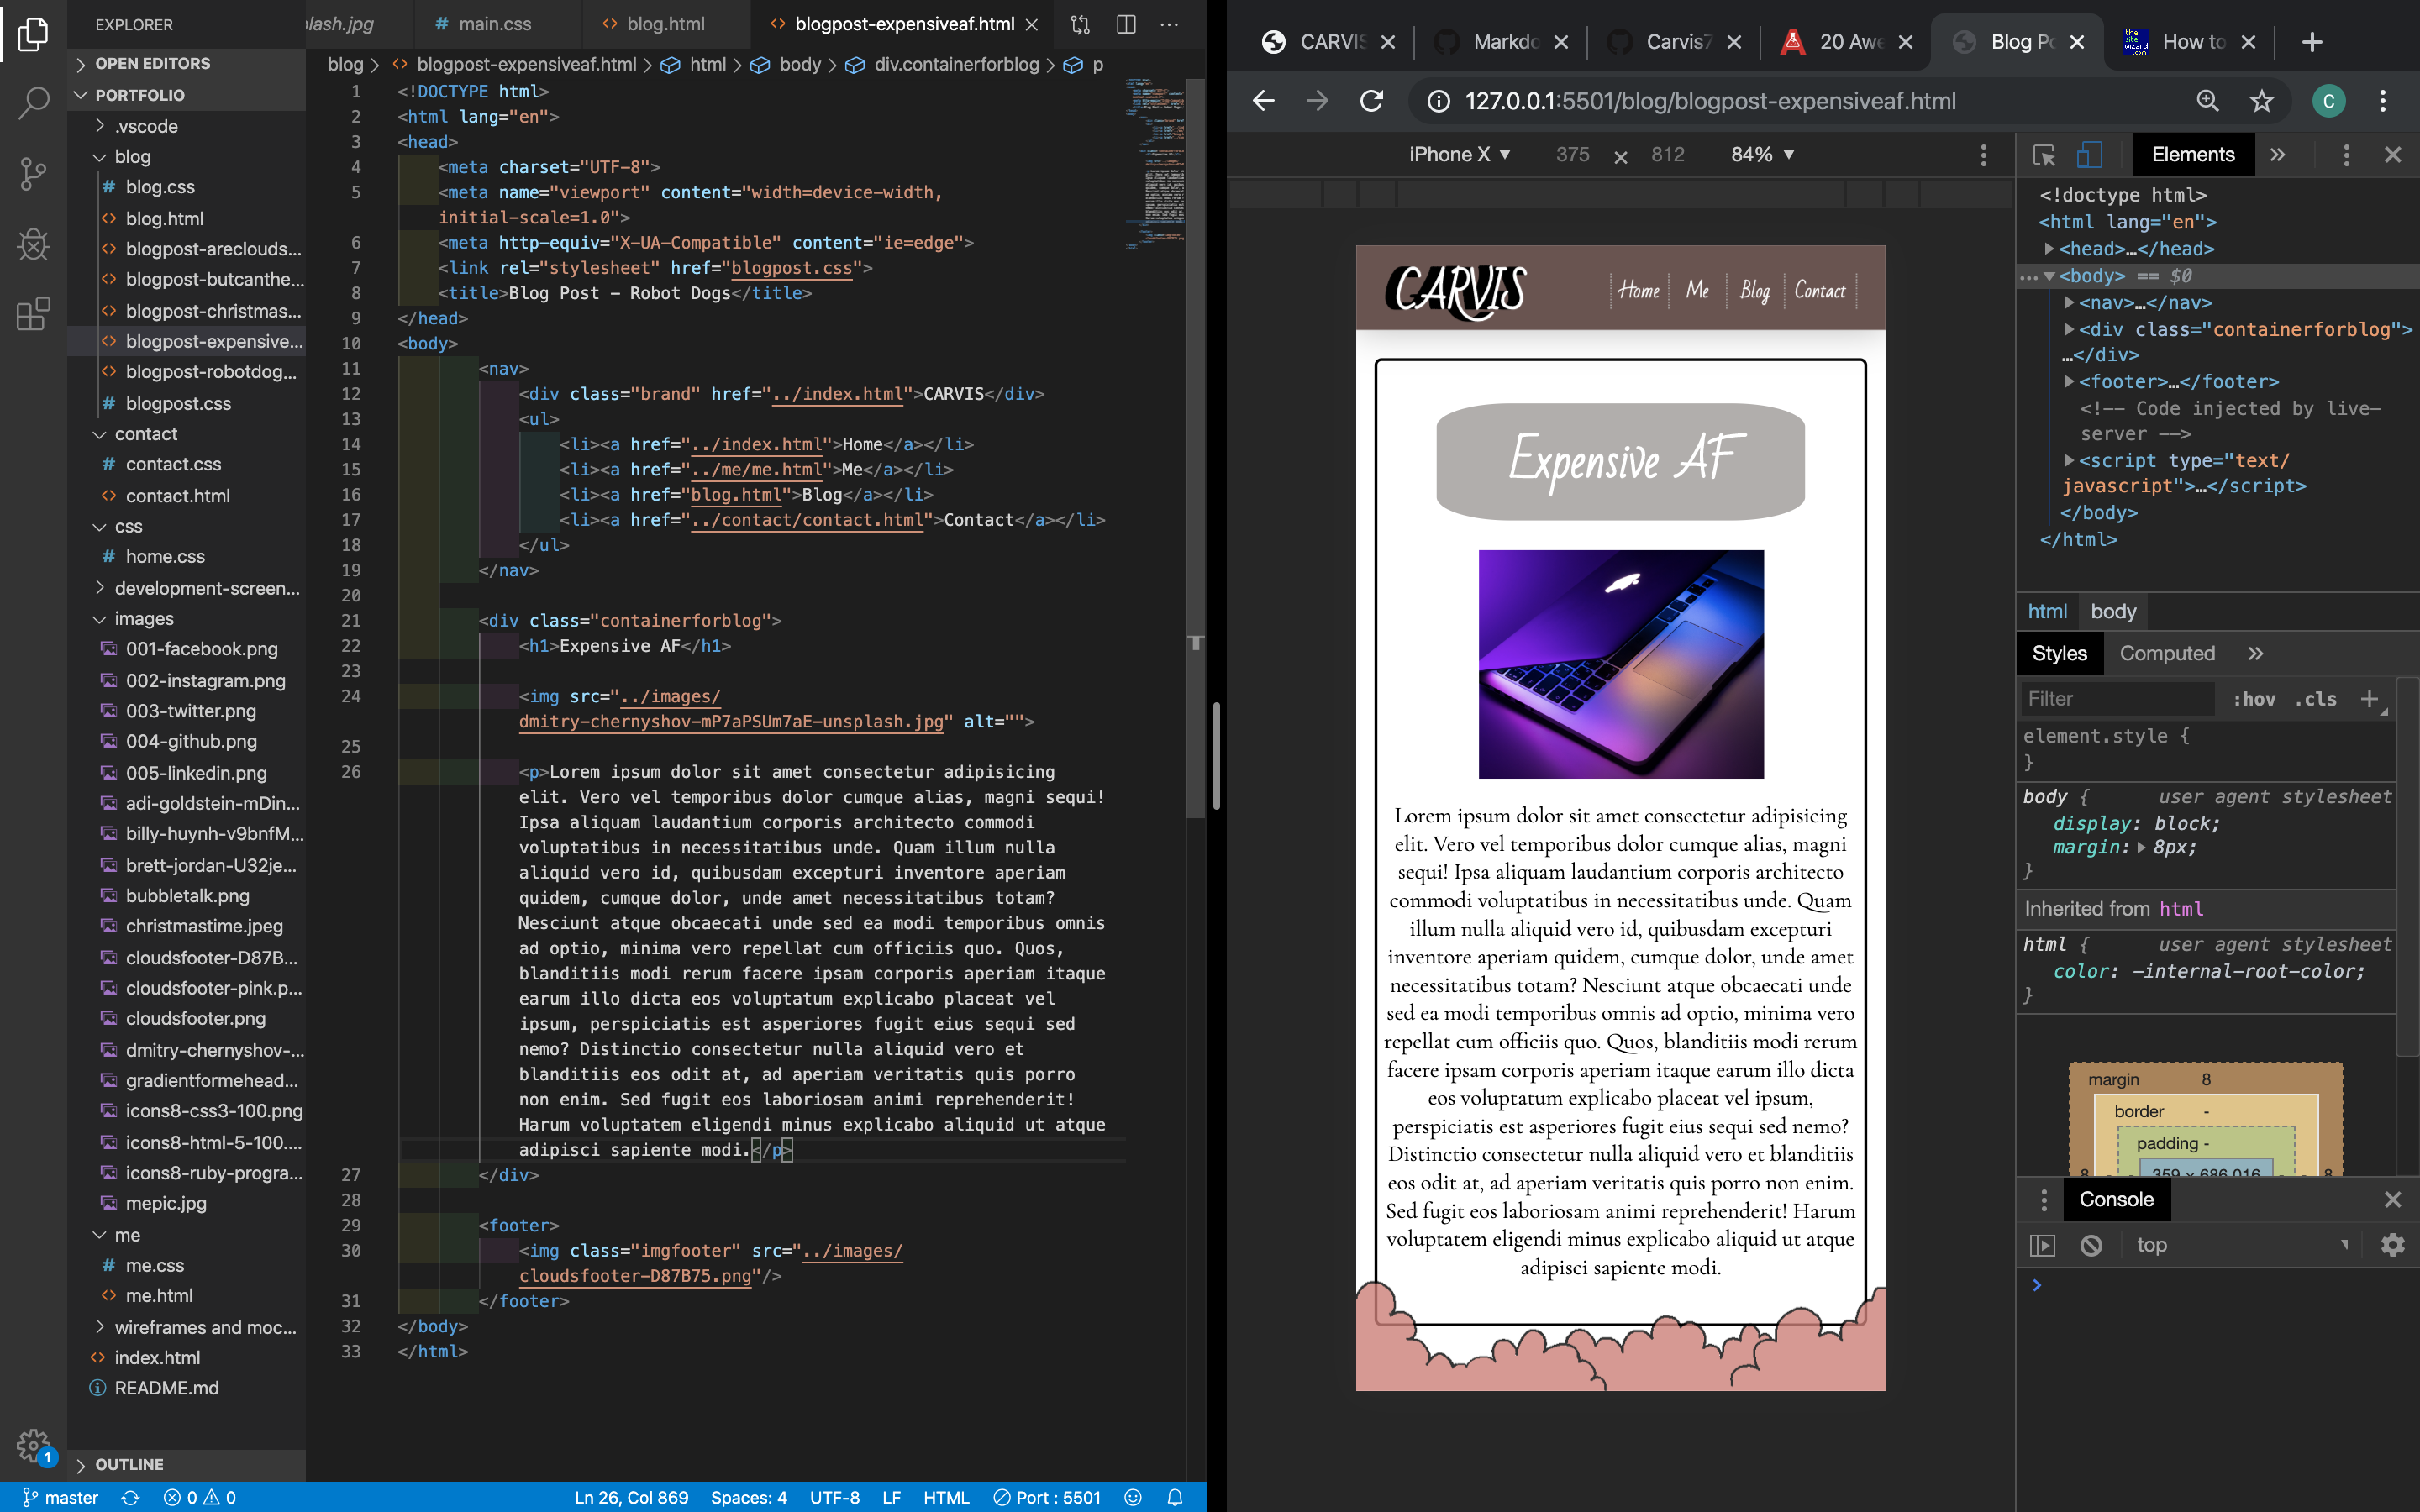 EXPLORER
OPEN EDITORS
PORTFOLIO
.vscode
blog
blog.css
blog.html
blogpost-areclouds...
blogpost-butcanthe...
blogpost-christmas...
blogpost-expensive...
blogpost-robotdog...
blogpost.css
contact
contact.css
contact.html
css
home.css
development-screen...
images
001-facebook.png
002-instagram.png
003-twitter.png
004-github.png
005-linkedin.png
adi-goldstein-mDin...
billy-huynh-v9bnfM...
brett-jordan-U32je...
bubbletalk.png
christmastime.jpeg
cloudsfooter-D87B...
cloudsfooter-pink.p...
cloudsfooter.png
dmitry-chernyshov-...
gradientformehead...
icons8-css3-100.png
icons8-html-5-100....
icons8-ruby-progra...
mepic.jpg
me
me.css
me.html
wireframes and moc...
index.html
README.md
OUTLINE
1
master 0 0
lash.jpg main.css blog.html blogpost-expensiveaf.html
blog > blogpost-expensiveaf.html > html > body > div.containerforblog > p
1 <!DOCTYPE html>
2 <html lang="en">
3 <head>
4 <meta charset="UTF-8">
5 <meta name="viewport" content="width=device-width,
initial-scale=1.0">
6 <meta http-equiv="X-UA-Compatible" content="ie=edge">
7 <link rel="stylesheet" href="blogpost.css">
8 <title>Blog Post - Robot Dogs</title>
9 </head>
10 <body>
11 <nav>
12 <div class="brand" href="../index.html">CARVIS</div>
13 <ul>
14 <li><a href="../index.html">Home</a></li>
15 <li><a href="../me/me.html">Me</a></li>
16 <li><a href="blog.html">Blog</a></li>
17 <li><a href="../contact/contact.html">Contact</a></li>
18 </ul>
19 </nav>
20
21 <div class="containerforblog">
22 <h1>Expensive AF</h1>
23
24 <img src="../images/
dmitry-chernyshov-mP7aPSUm7aE-unsplash.jpg" alt="">
25
26 <p>Lorem ipsum dolor sit amet consectetur adipisicing
elit. Vero vel temporibus dolor cumque alias, magni sequi!
Ipsa aliquam laudantium corporis architecto commodi
voluptatibus in necessitatibus unde. Quam illum nulla
aliquid vero id, quibusdam excepturi inventore aperiam
quidem, cumque dolor, unde amet necessitatibus totam?
Nesciunt atque obcaecati unde sed ea modi temporibus omnis
ad optio, minima vero repellat cum officiis quo. Quos,
blanditiis modi rerum facere ipsam corporis aperiam itaque
earum illo dicta eos voluptatum explicabo placeat vel
ipsum, perspiciatis est asperiores fugit eius sequi sed
nemo? Distinctio consectetur nulla aliquid vero et
blanditiis eos odit at, ad aperiam veritatis quis porro
non enim. Sed fugit eos laboriosam animi reprehenderit!
Harum voluptatem eligendi minus explicabo aliquid ut atque
adipisci sapiente modi.</p>
27 </div>
28
29 <footer>
30 <img class="imgfooter" src="../images/
cloudsfooter-D87B75.png"/>
31 </footer>
32 </body>
33 </html>
Ln 26, Col 869 Spaces: 4 UTF-8 LF HTML Port : 5501
CARVIS Markdo Carvis7 20 Awe Blog Po How to
127.0.0.1:5501/blog/blogpost-expensiveaf.html C
iPhone X 375 x 812 84%
CARVIS Home Me Blog Contact
Expensive AF
Lorem ipsum dolor sit amet consectetur adipisicing
elit. Vero vel temporibus dolor cumque alias, magni
sequi! Ipsa aliquam laudantium corporis architecto
commodi voluptatibus in necessitatibus unde. Quam
illum nulla aliquid vero id, quibusdam excepturi
inventore aperiam quidem, cumque dolor, unde amet
necessitatibus totam? Nesciunt atque obcaecati unde
sed ea modi temporibus omnis ad optio, minima vero
repellat cum officiis quo. Quos, blanditiis modi rerum
facere ipsam corporis aperiam itaque earum illo dicta
eos voluptatum explicabo placeat vel ipsum,
perspiciatis est asperiores fugit eius sequi sed nemo?
Distinctio consectetur nulla aliquid vero et blanditiis
eos odit at, ad aperiam veritatis quis porro non enim.
Sed fugit eos laboriosam animi reprehenderit! Harum
voluptatem eligendi minus explicabo aliquid ut atque
adipisci sapiente modi.
Elements
<!doctype html>
<html lang="en">
<head>…</head>
<body> == $0
<nav>…</nav>
<div class="containerforblog">
…</div>
<footer>…</footer>
<!-- Code injected by live-
server -->
<script type="text/
javascript">…</script>
</body>
</html>
html body
Styles Computed
Filter :hov .cls +
element.style {
}
body { user agent stylesheet
display: block;
margin: 8px;
}
Inherited from html
html { user agent stylesheet
color: -internal-root-color;
}
margin 8
border -
padding -
8 - - 359 × 686.016 - - 8
Console
top